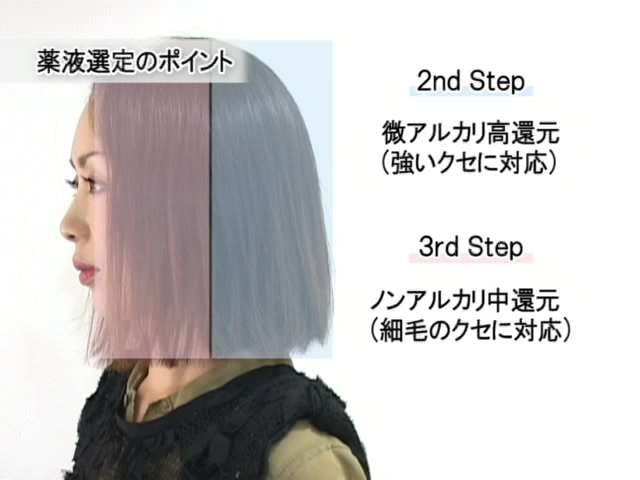 薬液選定のポイント
2nd Step
微アルカリ高還元
(強いクセに対応)
3rd Step
ノンアルカリ中還元
(細毛のクセに対応)